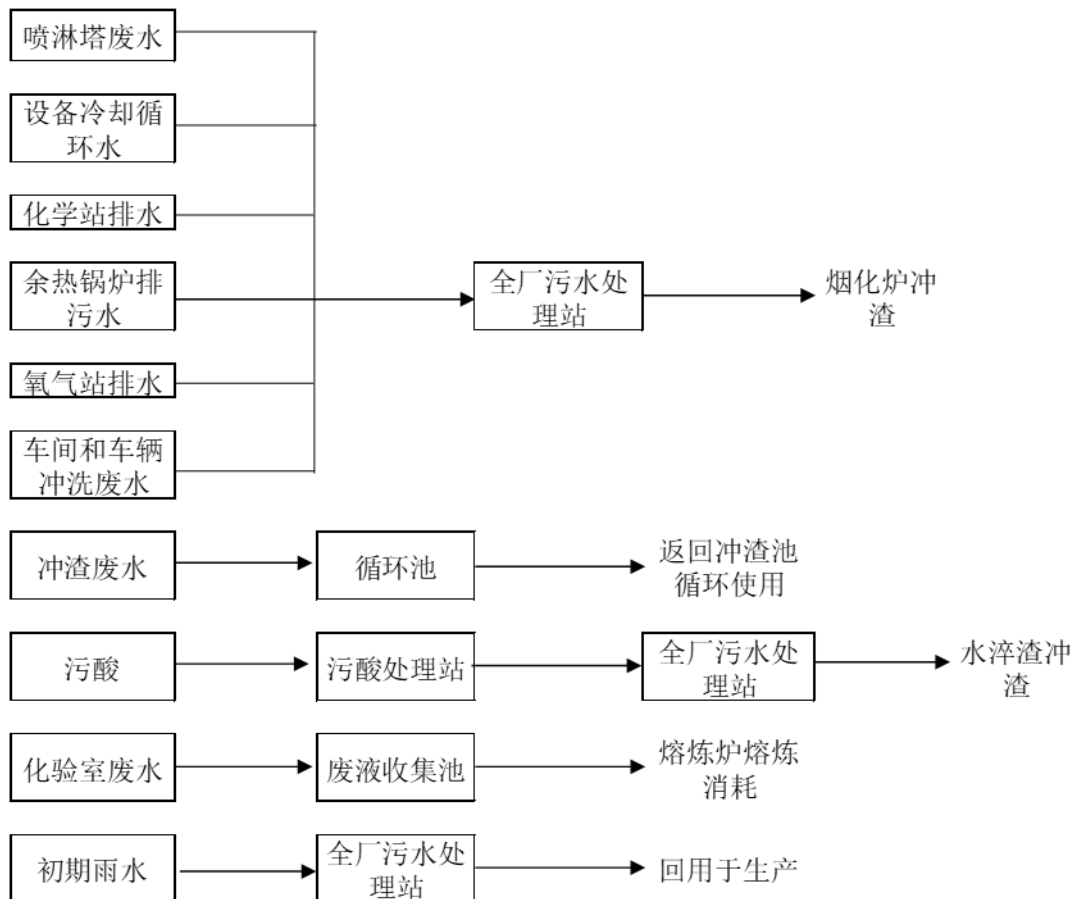 喷淋塔废水
设备冷却循
环水
化学站排水
余热锅炉排
污水
全厂污水处
理站
烟化炉冲
渣
氧气站排水
车间和车辆
冲洗废水
冲渣废水
循环池
返回冲渣池
循环使用
污酸
污酸处理站
全厂污水处
理站
水淬渣冲
渣
化验室废水
废液收集池
熔炼炉熔炼
消耗
初期雨水
全厂污水处
理站
回用于生产